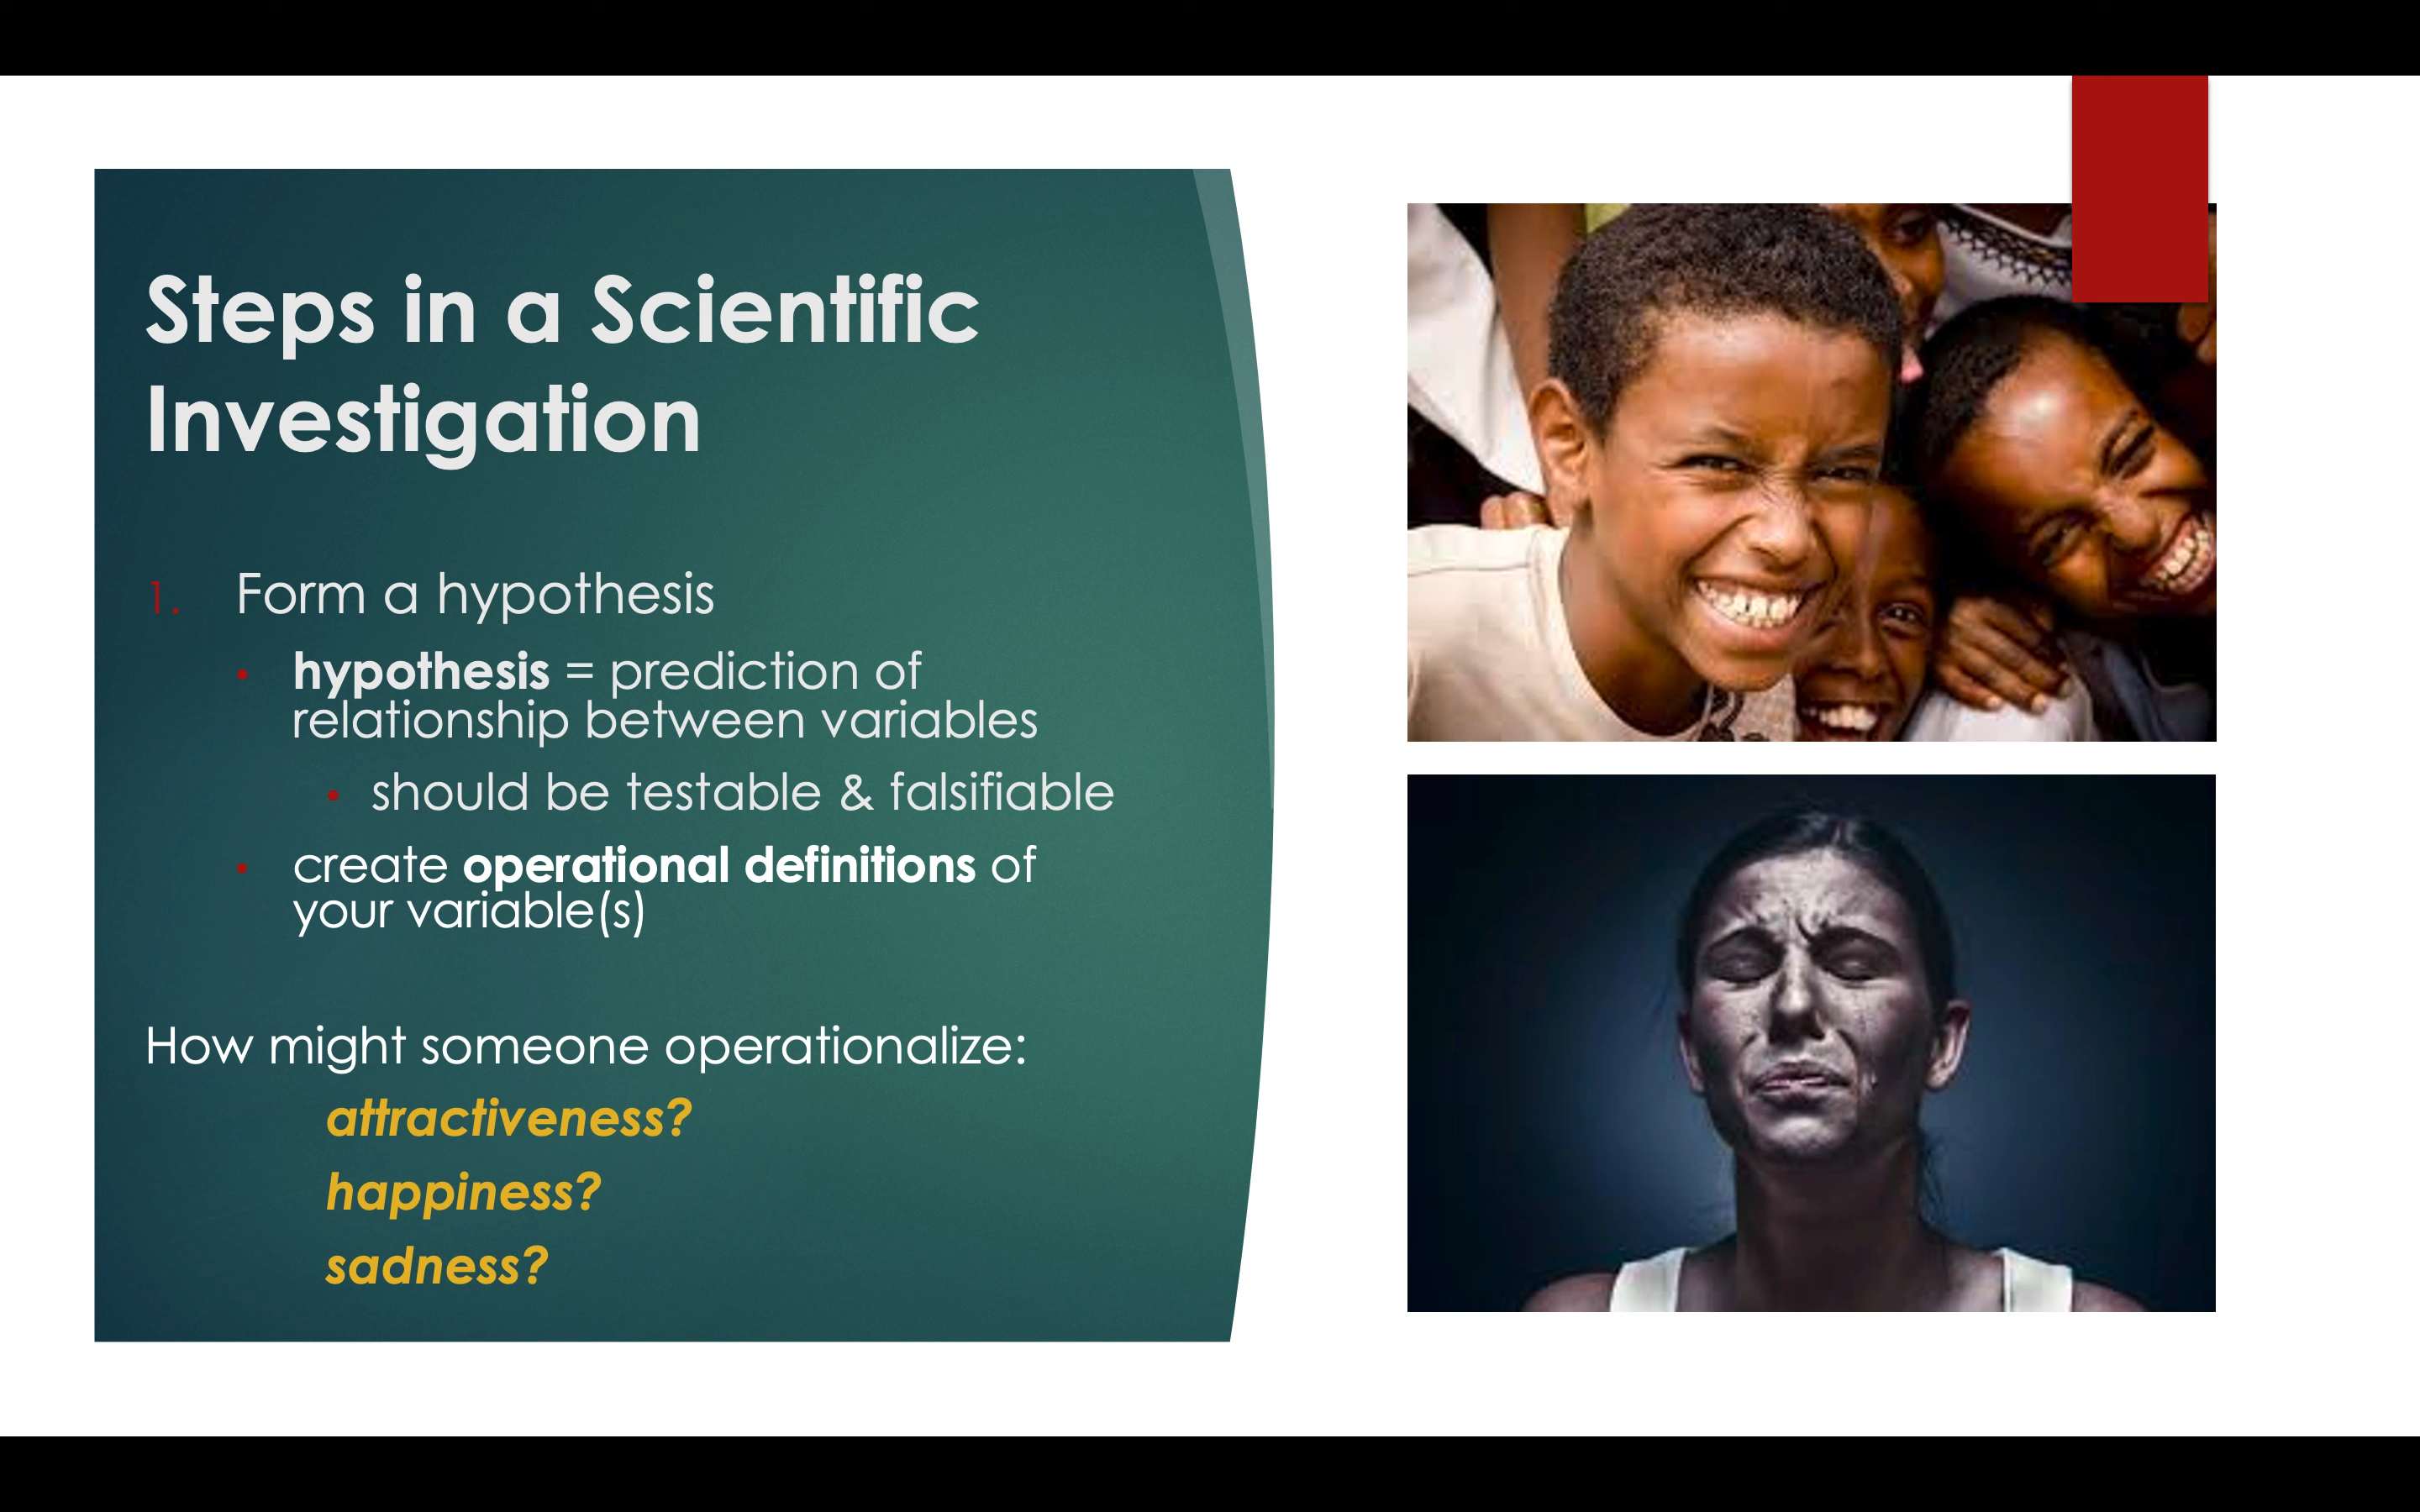 Steps in a Scientific
Investigation
1. Form a hypothesis
• hypothesis = prediction of
relationship between variables
• should be testable & falsifiable
• create operational definitions of
your variable(s)
How might someone operationalize:
attractiveness?
happiness?
sadness?